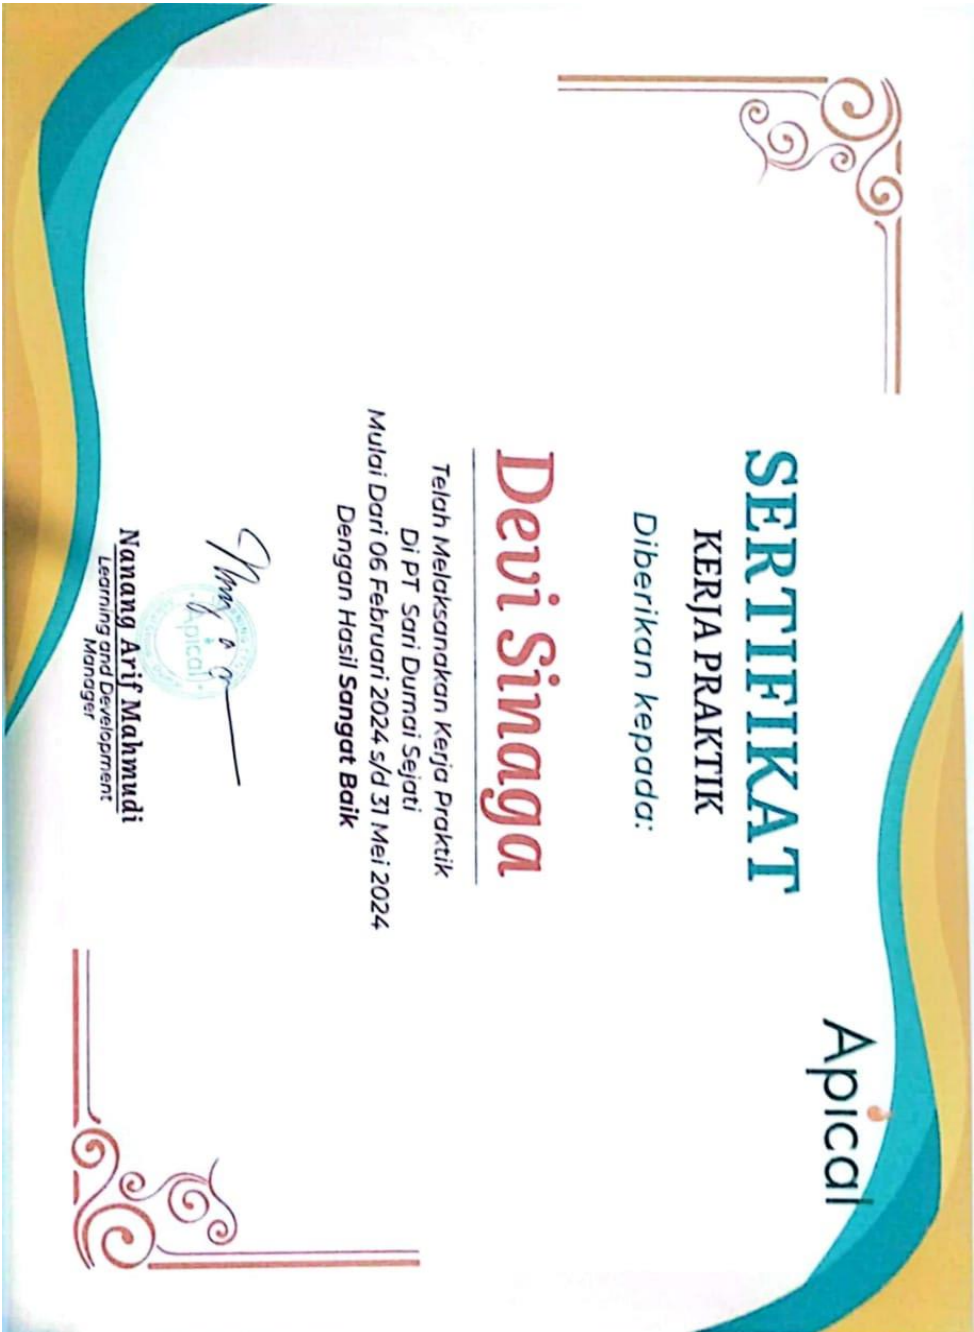 Apical
SERTIFIKAT
KERJA PRAKTIK
Diberikan kepada:
Devi Sinaga
Telah Melaksanakan Kerja Praktik
Di PT Sari Dumai Sejati
Mulai Dari 06 Februari 2024 s/d 31 Mei 2024
Dengan Hasil Sangat Baik
Apical
Nanang Arif Mahmudi
Learning and Development
Manager